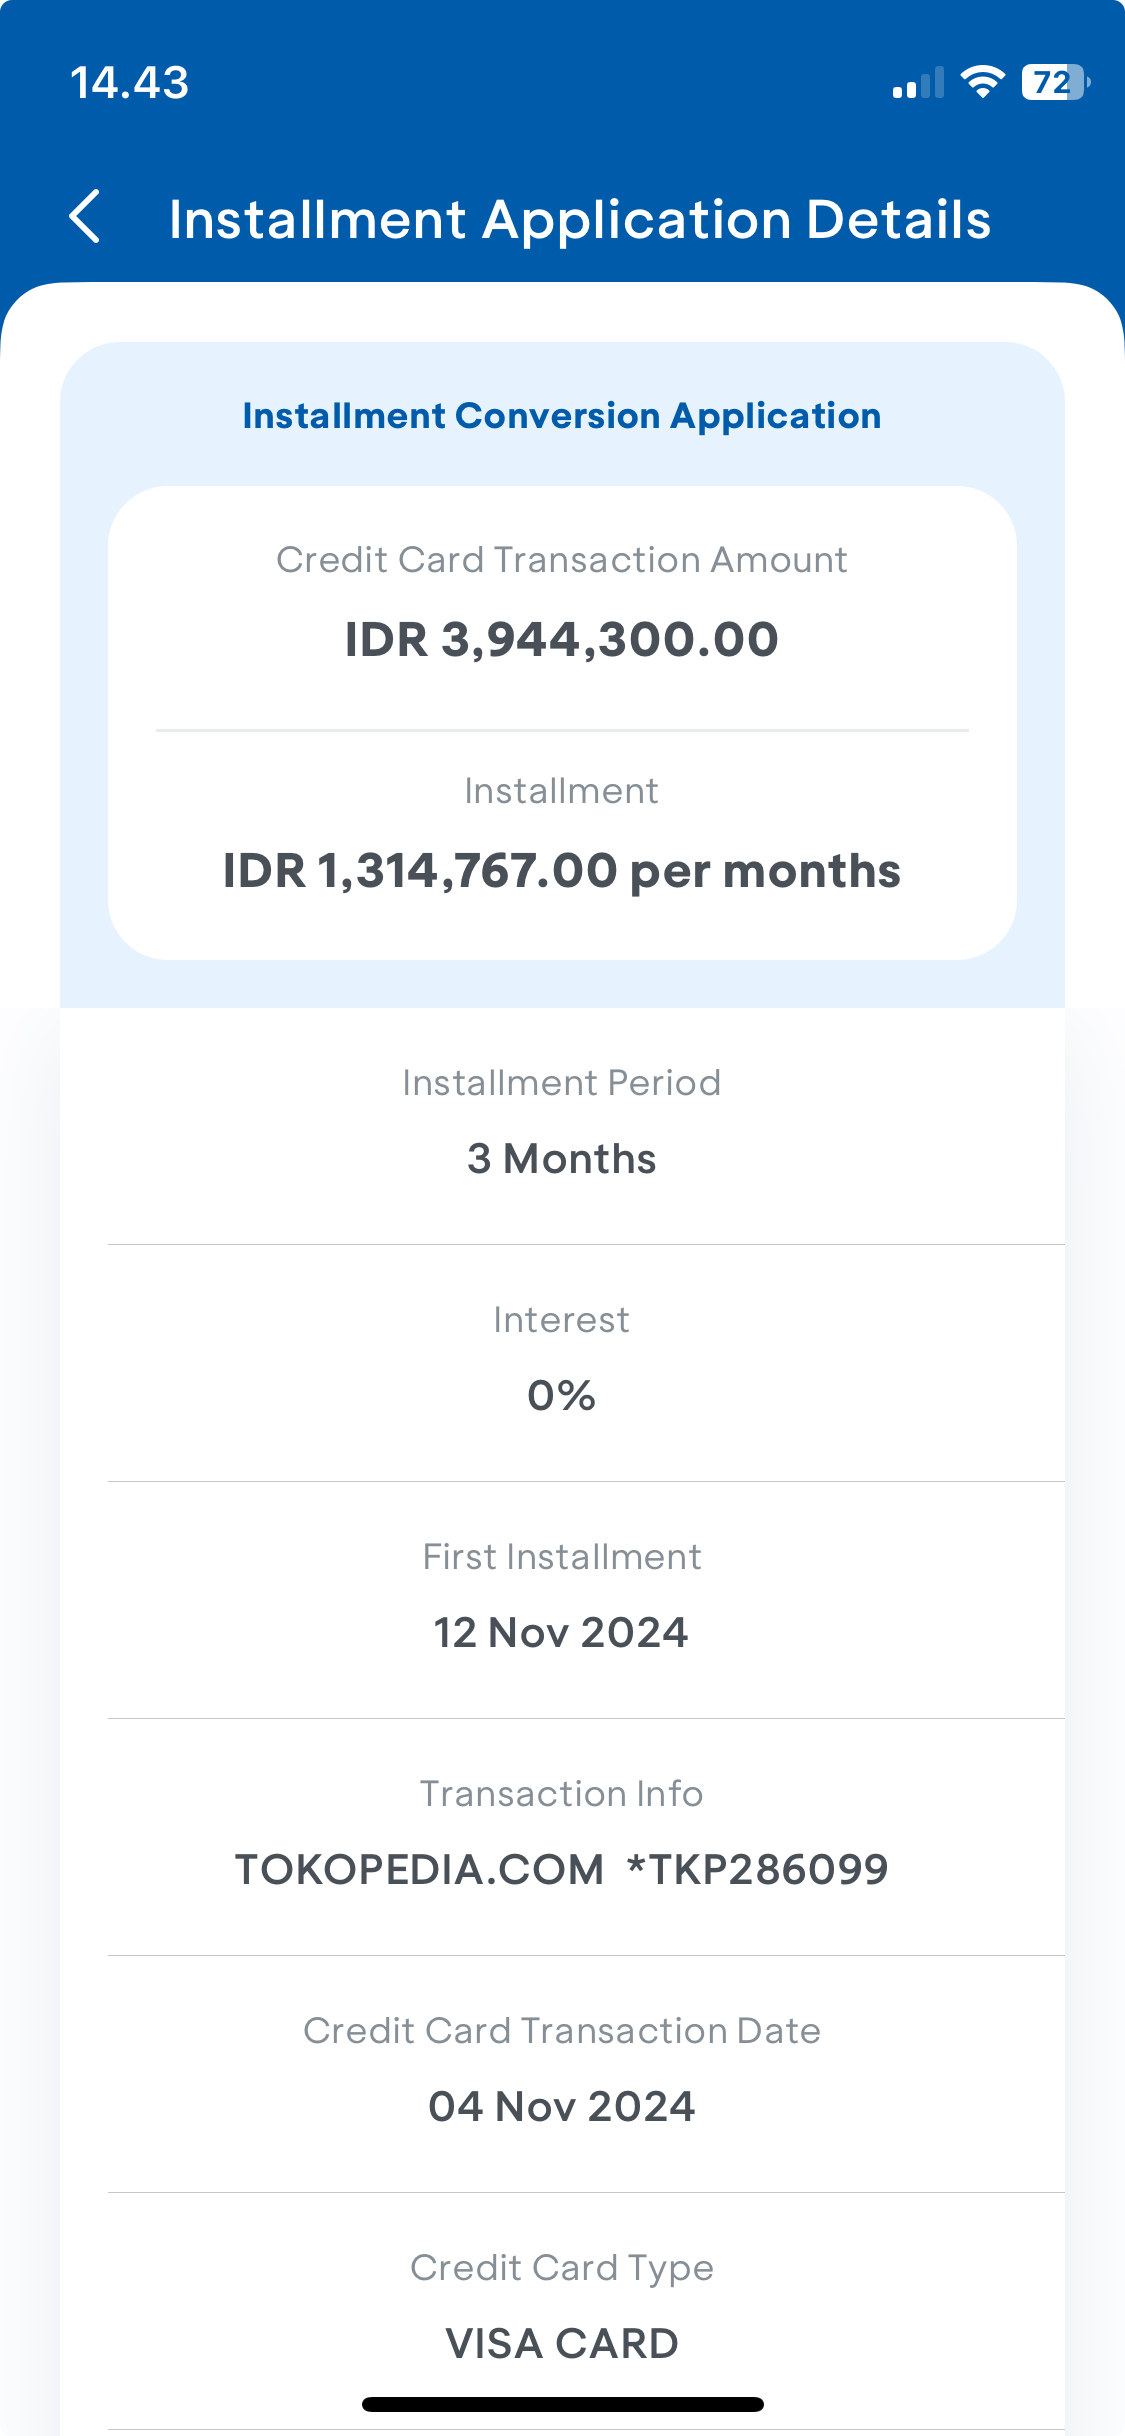 14.43
72
Installment Application Details
Installment Conversion Application
Credit Card Transaction Amount
IDR 3,944,300.00
Installment
IDR 1,314,767.00 per months
Installment Period
3 Months
Interest
0%
First Installment
12 Nov 2024
Transaction Info
TOKOPEDIA.COM  *TKP286099
Credit Card Transaction Date
04 Nov 2024
Credit Card Type
VISA CARD